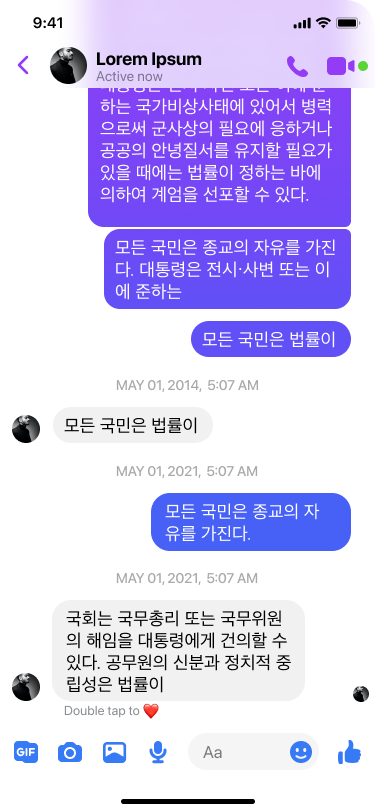 9:41
Lorem Ipsum
Active now
하는 국가비상사태에 있어서 병력
으로써 군사상의 필요에 응하거나
공공의 안녕질서를 유지할 필요가
있을 때에는 법률이 정하는 바에
의하여 계엄을 선포할 수 있다.
모든 국민은 종교의 자유를 가진
다. 대통령은 전시·사변 또는 이
에 준하는
모든 국민은 법률이
MAY 01, 2014, 5:07 AM
모든 국민은 법률이
MAY 01, 2021, 5:07 AM
모든 국민은 종교의 자
유를 가진다.
MAY 01, 2021, 5:07 AM
국회는 국무총리 또는 국무위원
의 해임을 대통령에게 건의할 수
있다. 공무원의 신분과 정치적 중
립성은 법률이
Double tap to ❤️
GIF
Aa